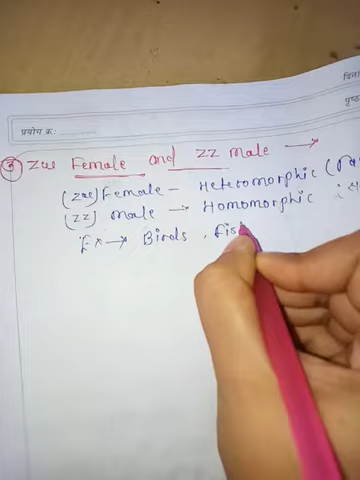 दिना
पृष्ठ
प्रयोग क्र.
③ ZW Female and ZZ male →
(ZW) Female - Heteromorphic
(ZZ) male → Homomorphic
Ex → Birds, fis